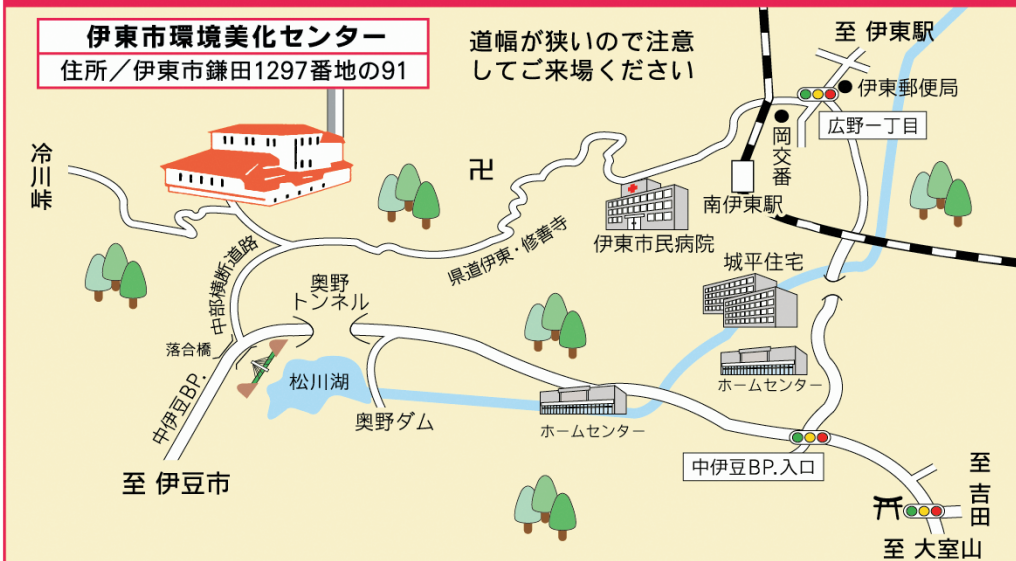 伊東市環境美化センター
住所／伊東市鎌田1297番地の91
道幅が狭いので注意
してご来場ください
至 伊東駅
伊東郵便局
広野一丁目
岡交番
南伊東駅
冷川峠
卍
伊東市民病院
県道伊東・修善寺
中部横断道路
城平住宅
奥野
トンネル
落合橋
松川湖
ホームセンター
中伊豆BP.
奥野ダム
ホームセンター
中伊豆BP.入口
至 伊豆市
至 吉田
至 大室山